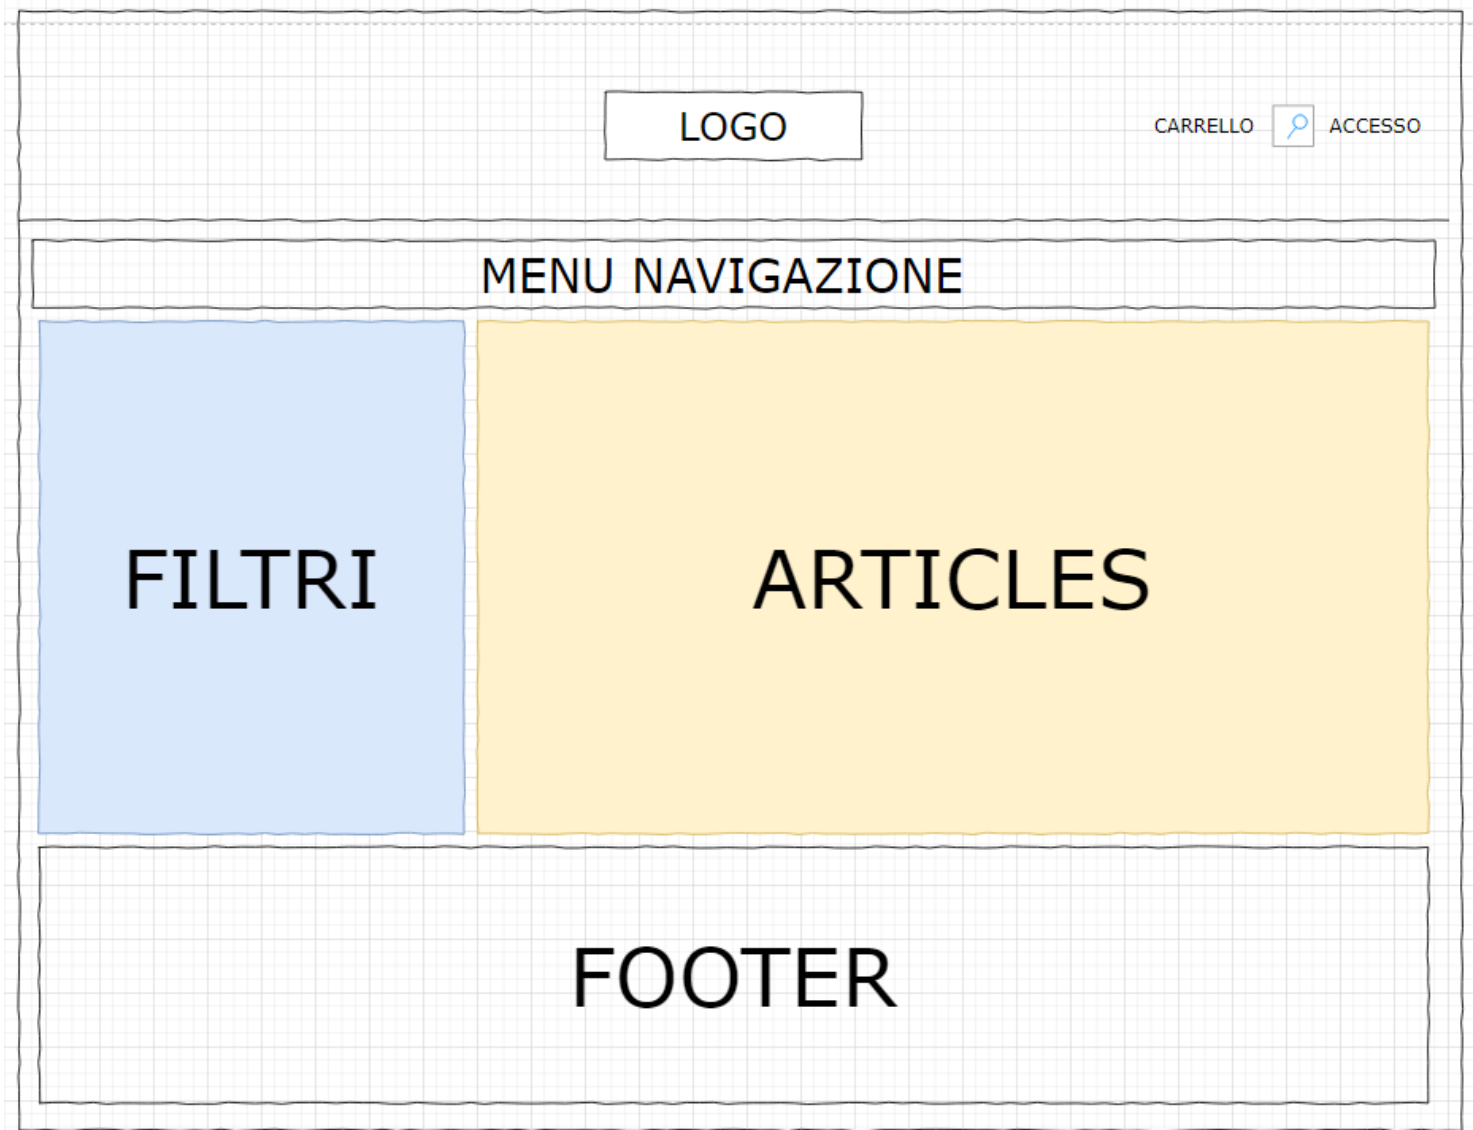 LOGO
CARRELLO ACCESSO
MENU NAVIGAZIONE
FILTRI
ARTICLES
FOOTER